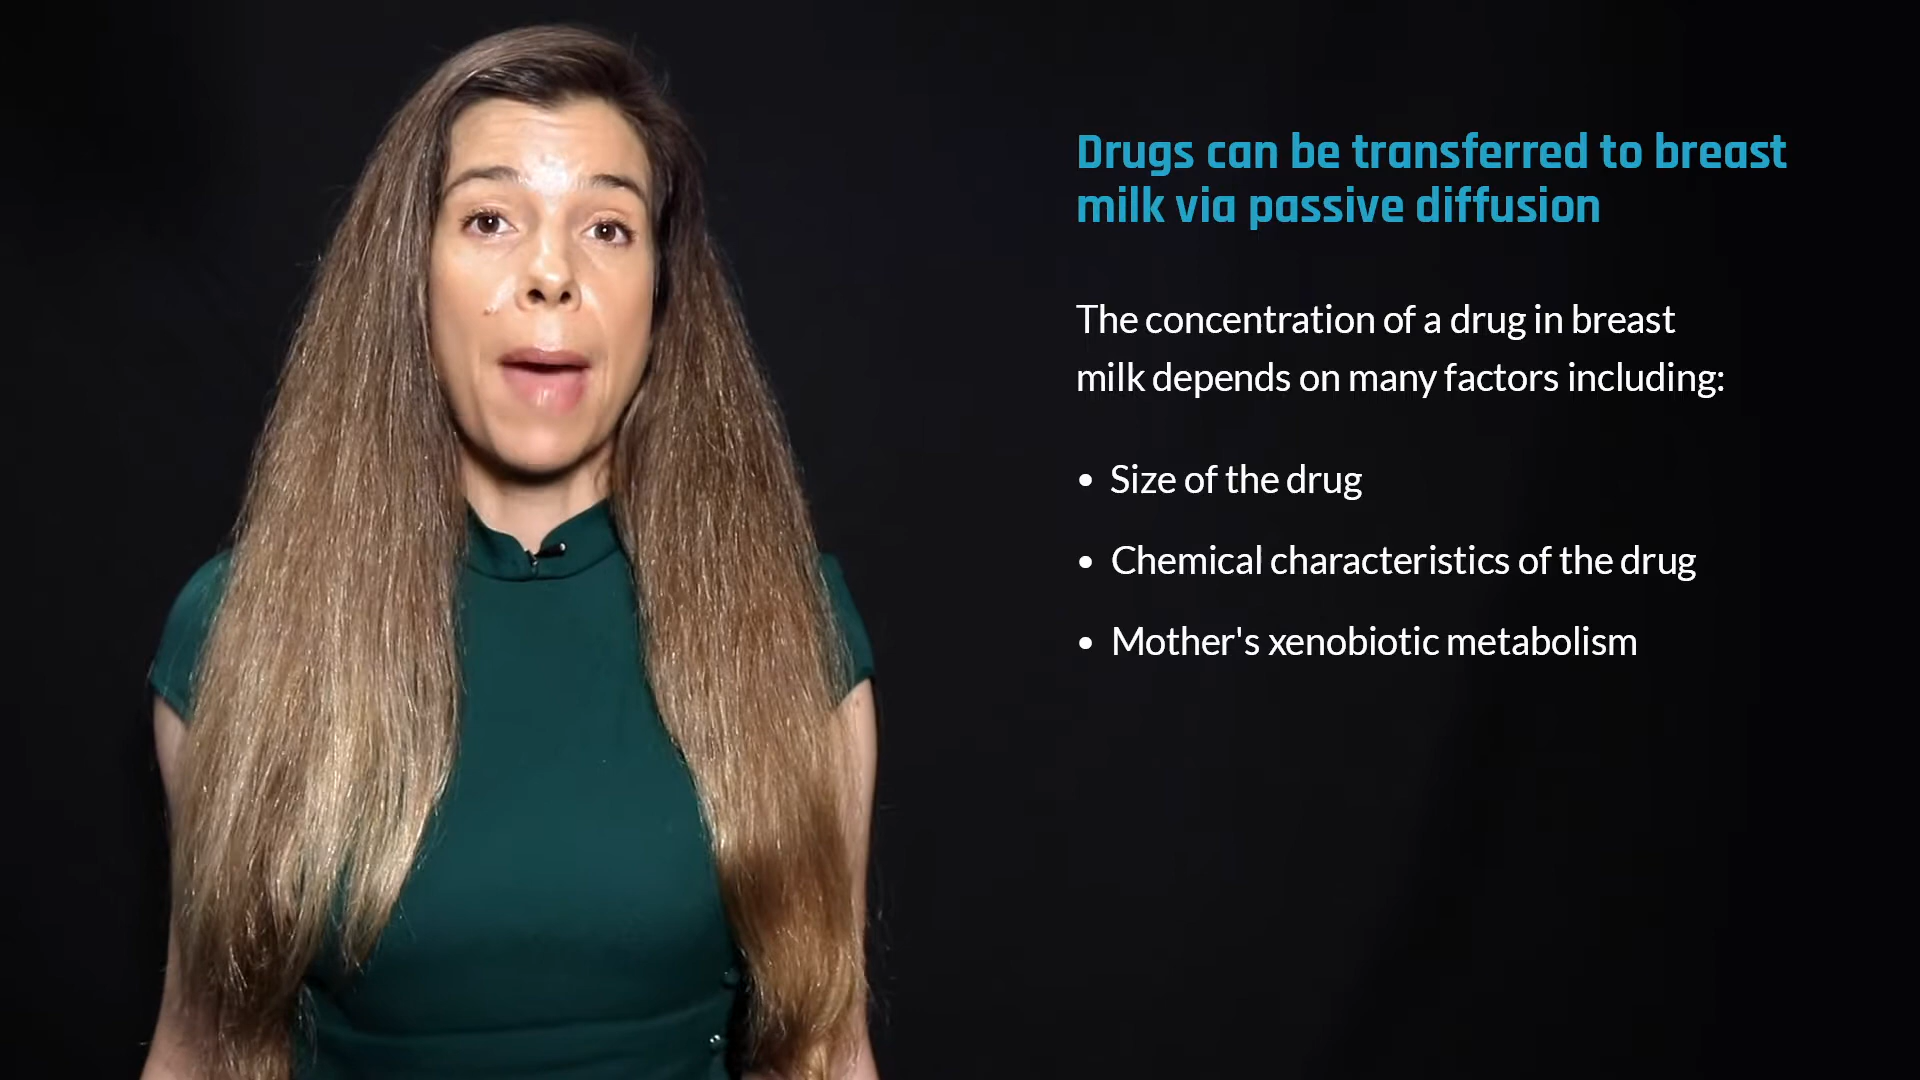 Drugs can be transferred to breast
milk via passive diffusion
The concentration of a drug in breast
milk depends on many factors including:
• Size of the drug
• Chemical characteristics of the drug
• Mother's xenobiotic metabolism